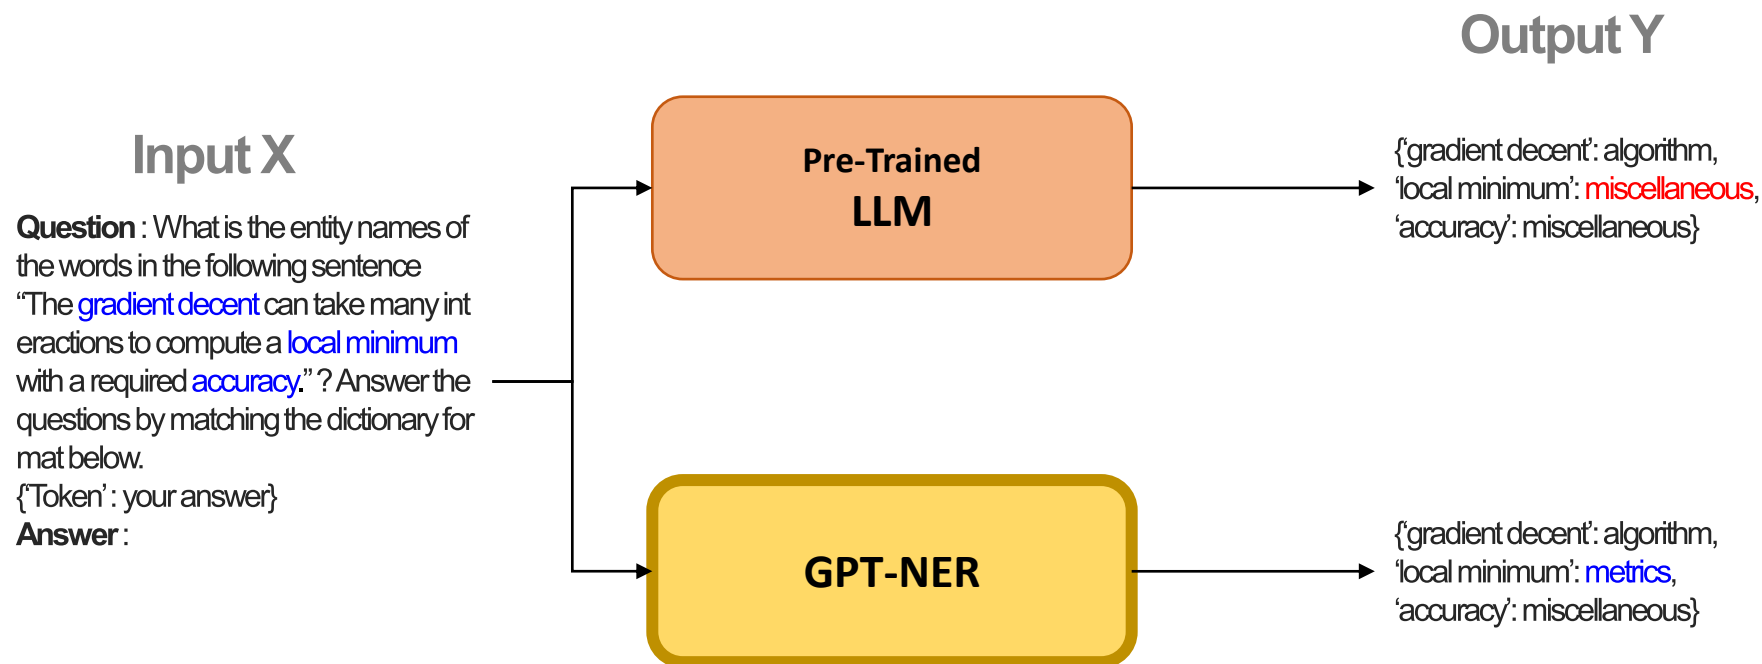 Output Y
Input X
Question : What is the entity names of
the words in the following sentence
“The gradient decent can take many int
eractions to compute a local minimum
with a required accuracy.” ? Answer the
questions by matching the dictionary for
mat below.
{‘Token’ : your answer}
Answer :
Pre-Trained
LLM
{‘gradient decent’: algorithm,
‘local minimum’: miscellaneous,
‘accuracy’: miscellaneous}
GPT-NER
{‘gradient decent’: algorithm,
‘local minimum’: metrics,
‘accuracy’: miscellaneous}